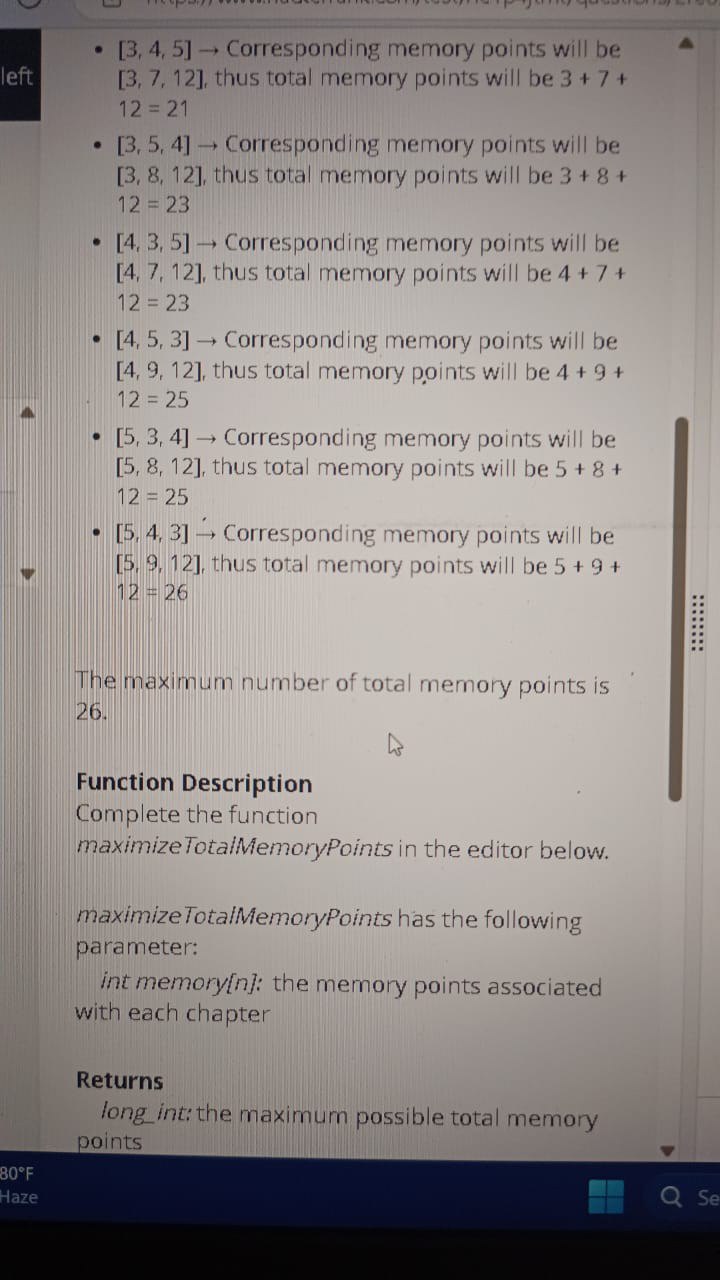 left
• [3, 4, 5] → Corresponding memory points will be
[3, 7, 12], thus total memory points will be 3 + 7 +
12 = 21
• [3, 5, 4] → Corresponding memory points will be
[3, 8, 12], thus total memory points will be 3 + 8 +
12 = 23
• [4, 3, 5] → Corresponding memory points will be
[4, 7, 12], thus total memory points will be 4 + 7 +
12 = 23
• [4, 5, 3] → Corresponding memory points will be
[4, 9, 12], thus total memory points will be 4 + 9 +
12 = 25
• [5, 3, 4] → Corresponding memory points will be
[5, 8, 12], thus total memory points will be 5 + 8 +
12 = 25
• [5, 4, 3] → Corresponding memory points will be
[5, 9, 12], thus total memory points will be 5 + 9 +
12 = 26
The maximum number of total memory points is
26.
Function Description
Complete the function
maximizeTotalMemoryPoints in the editor below.
maximizeTotalMemoryPoints has the following
parameter:
int memory[n]: the memory points associated
with each chapter
Returns
long_int: the maximum possible total memory
points
80°F
Haze
Se